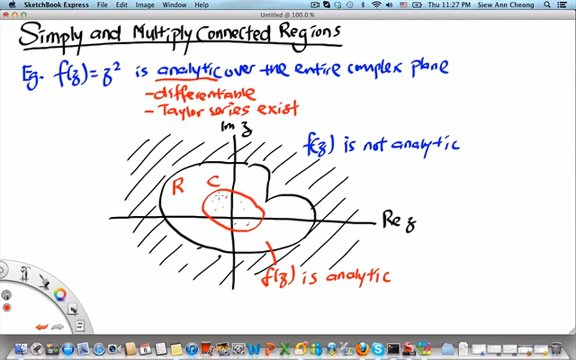 SketchBook Express File Edit Image Window Help Thu 11:27 PM Siew Ann Cheong
Untitled @ 100.0 %
Simply and Multiply Connected Regions
Eg. f(z) = z² is analytic over the entire complex plane
- differentable
- Taylor series exist
Im z
f(z) is not analytic
R C
Re z
f(z) is analytic